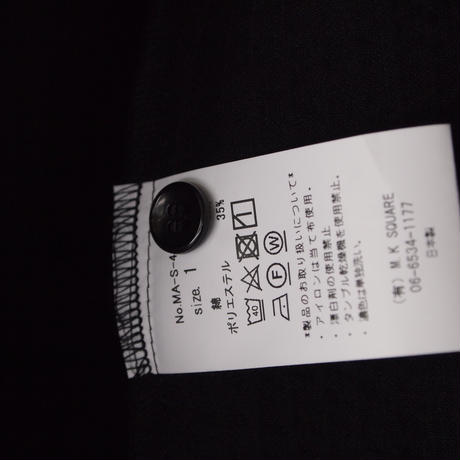 No.MA-S-4
size. 1
綿
ポリエステル 35%
40
F W
*製品のお取り扱いについて*
・アイロンは当て布使用。
・漂白剤の使用禁止
・タンブル乾燥機を使用禁止。
・濃色は単独洗い。
(有) M.K SQUARE
06-6534-1177
日本製